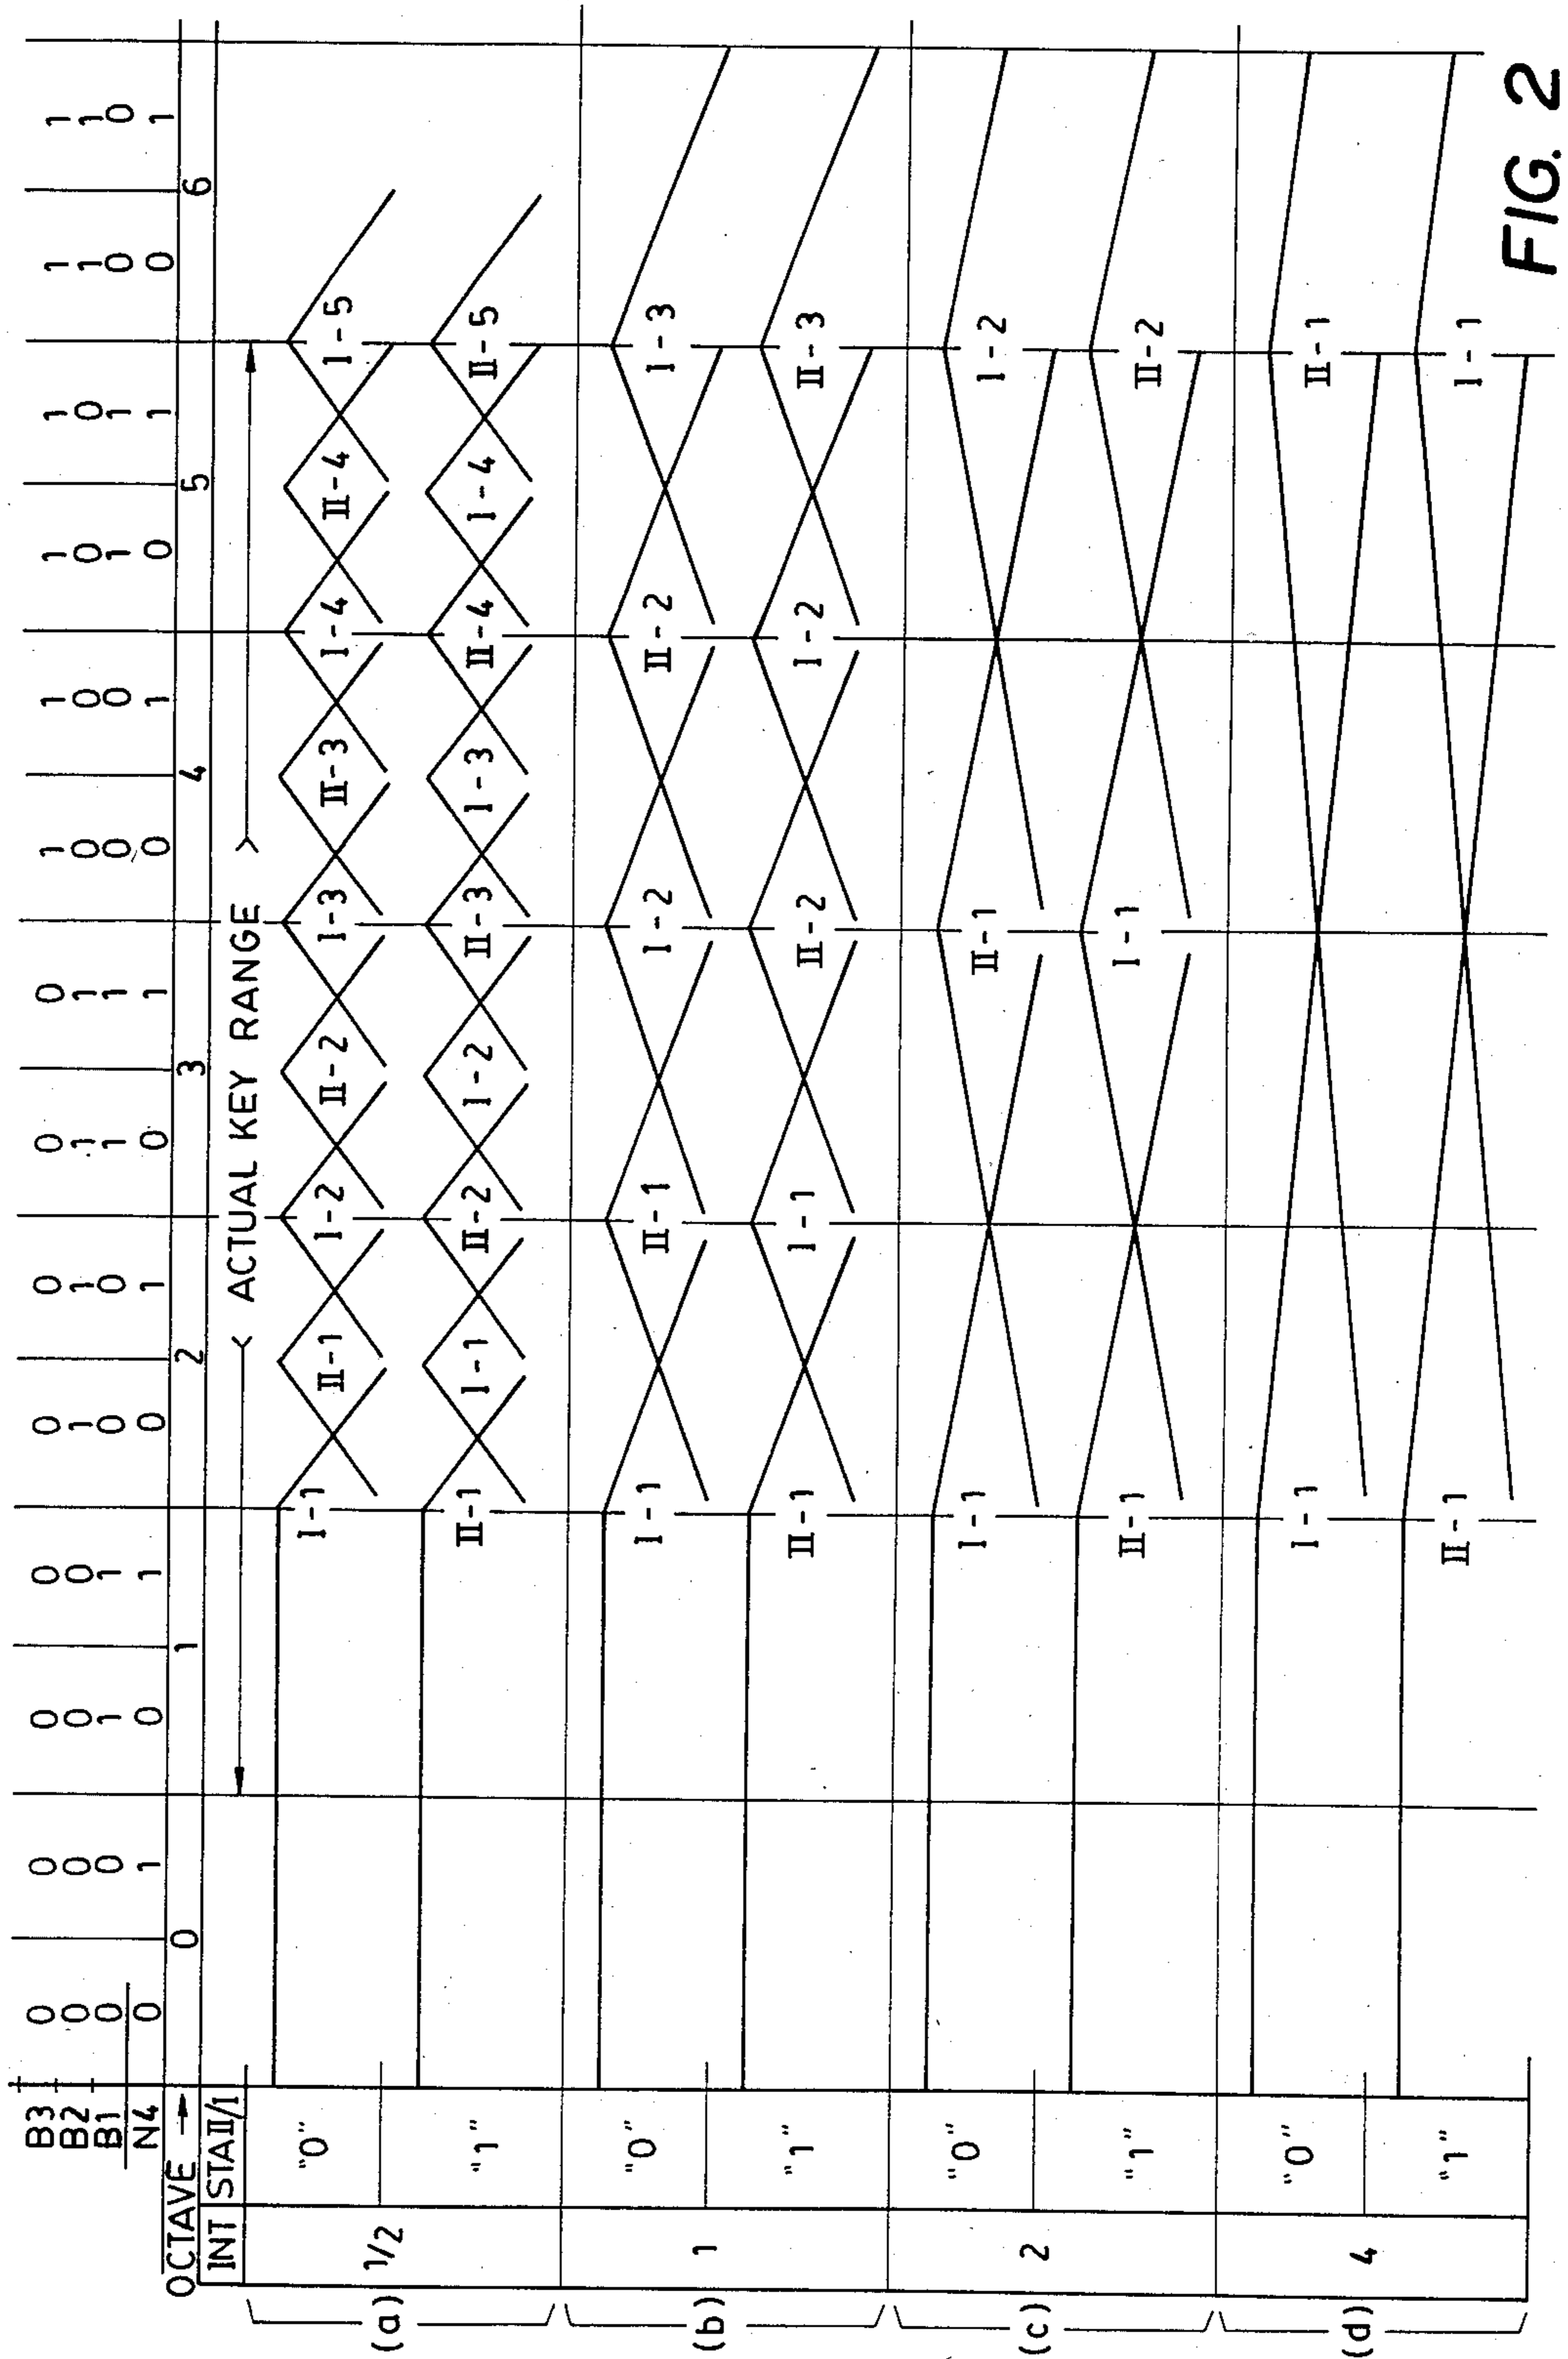 B3 0 0 0 0 0 0 0 0 1 1 1 1 1 1
B2 0 0 0 0 1 1 1 1 0 0 0 0 1 1
B1 0 0 1 1 0 0 1 1 0 0 1 1 0 0
N4 0 1 0 1 0 1 0 1 0 1 0 1 0 1
OCTAVE → 0 1 2 3 4 5 6
INT STAII/I
ACTUAL KEY RANGE
(a) 1/2
"0" I-1 II-1 I-2 II-2 I-3 II-3 I-4 II-4 I-5
"1" II-1 I-1 II-2 I-2 II-3 I-3 II-4 I-4 II-5
(b) 1
"0" I-1 II-1 I-2 II-2 I-3
"1" II-1 I-1 II-2 I-2 II-3
(c) 2
"0" I-1 II-1 I-2
"1" II-1 I-1 II-2
(d) 4
"0" I-1 II-1
"1" II-1 I-1
FIG. 2